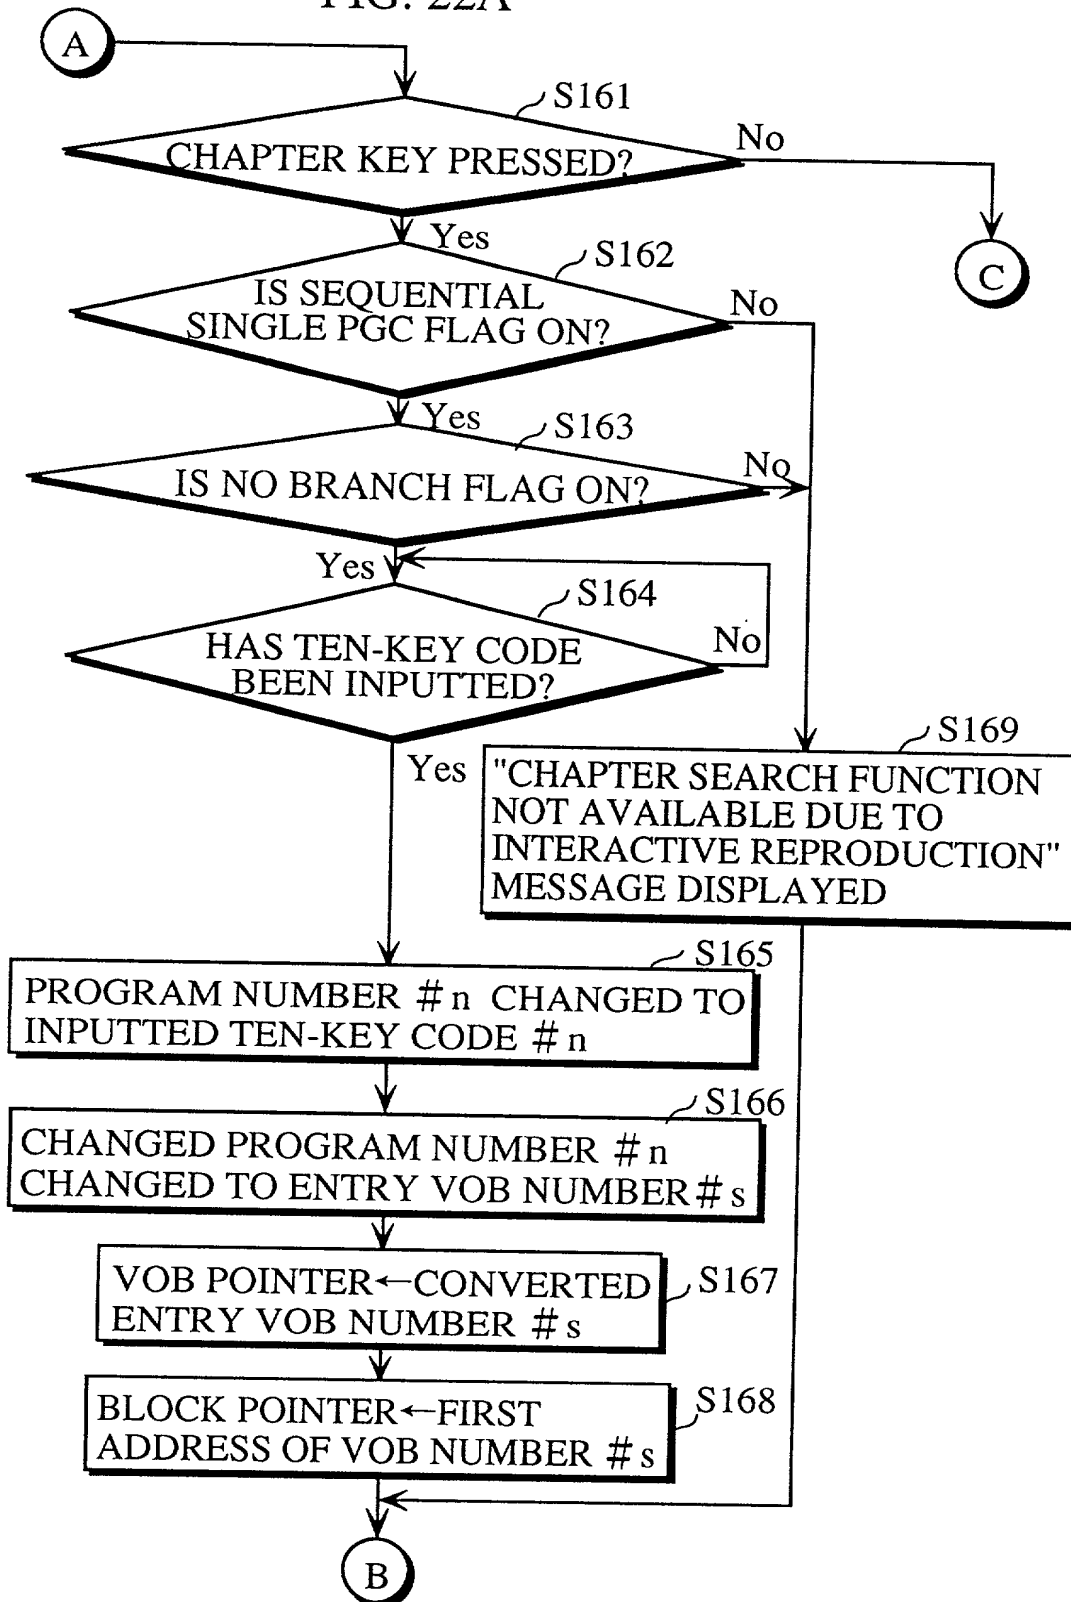 FIG. 22A
A
S161
CHAPTER KEY PRESSED?
No
Yes
C
S162
IS SEQUENTIAL
SINGLE PGC FLAG ON?
No
Yes
S163
IS NO BRANCH FLAG ON?
No
Yes
S164
HAS TEN-KEY CODE
BEEN INPUTTED?
No
Yes
S169
"CHAPTER SEARCH FUNCTION
NOT AVAILABLE DUE TO
INTERACTIVE REPRODUCTION"
MESSAGE DISPLAYED
S165
PROGRAM NUMBER #n CHANGED TO
INPUTTED TEN-KEY CODE #n
S166
CHANGED PROGRAM NUMBER #n
CHANGED TO ENTRY VOB NUMBER #s
S167
VOB POINTER←CONVERTED
ENTRY VOB NUMBER #s
S168
BLOCK POINTER←FIRST
ADDRESS OF VOB NUMBER #s
B